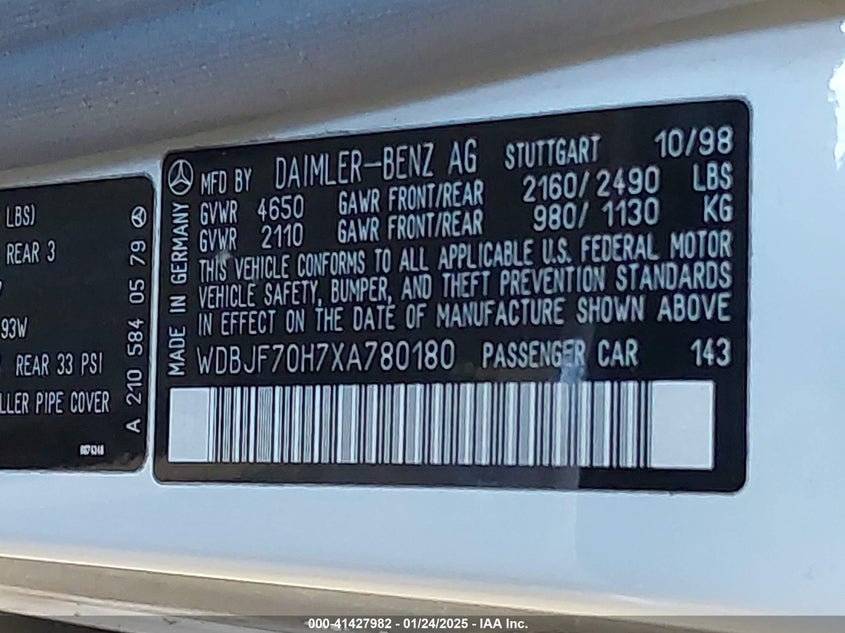 LBS)
REAR 3
93W
REAR 33 PSI
LLER PIPE COVER
A 210 584 05 79
MADE IN GERMANY
MFD BY DAIMLER-BENZ AG STUTTGART 10/98
GVWR 4650 GAWR FRONT/REAR 2160/2490 LBS
GVWR 2110 GAWR FRONT/REAR 980/1130 KG
THIS VEHICLE CONFORMS TO ALL APPLICABLE U.S. FEDERAL MOTOR
VEHICLE SAFETY, BUMPER, AND THEFT PREVENTION STANDARDS
IN EFFECT ON THE DATE OF MANUFACTURE SHOWN ABOVE
WDBJF70H7XA780180 PASSENGER CAR 143
000-41427982 - 01/24/2025 - IAA Inc.